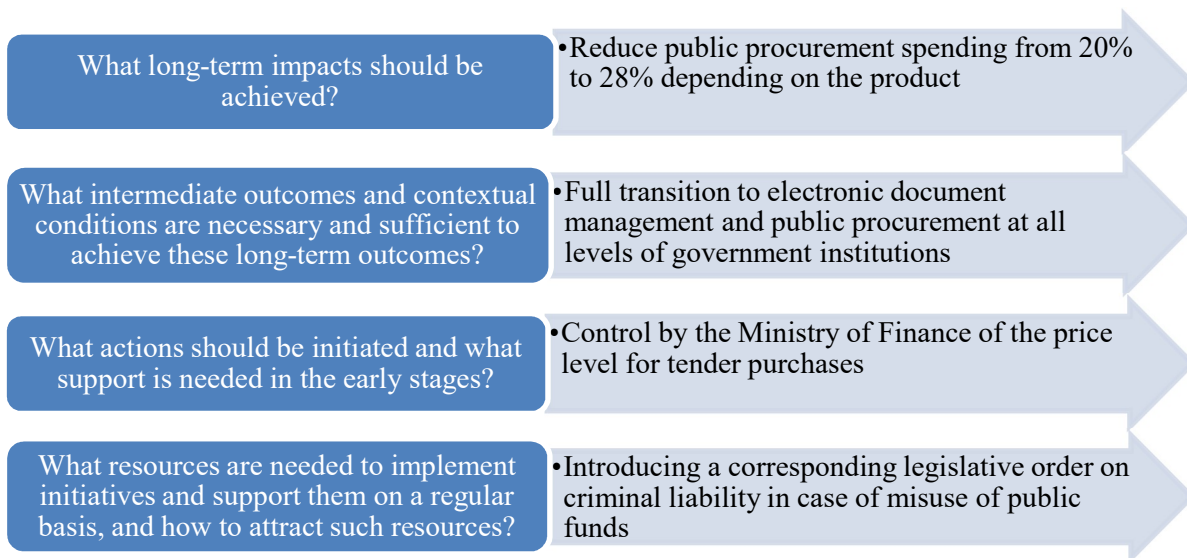 What long-term impacts should be
achieved?
•Reduce public procurement spending from 20%
to 28% depending on the product
What intermediate outcomes and contextual
conditions are necessary and sufficient to
achieve these long-term outcomes?
•Full transition to electronic document
management and public procurement at all
levels of government institutions
What actions should be initiated and what
support is needed in the early stages?
•Control by the Ministry of Finance of the price
level for tender purchases
What resources are needed to implement
initiatives and support them on a regular
basis, and how to attract such resources?
•Introducing a corresponding legislative order on
criminal liability in case of misuse of public
funds